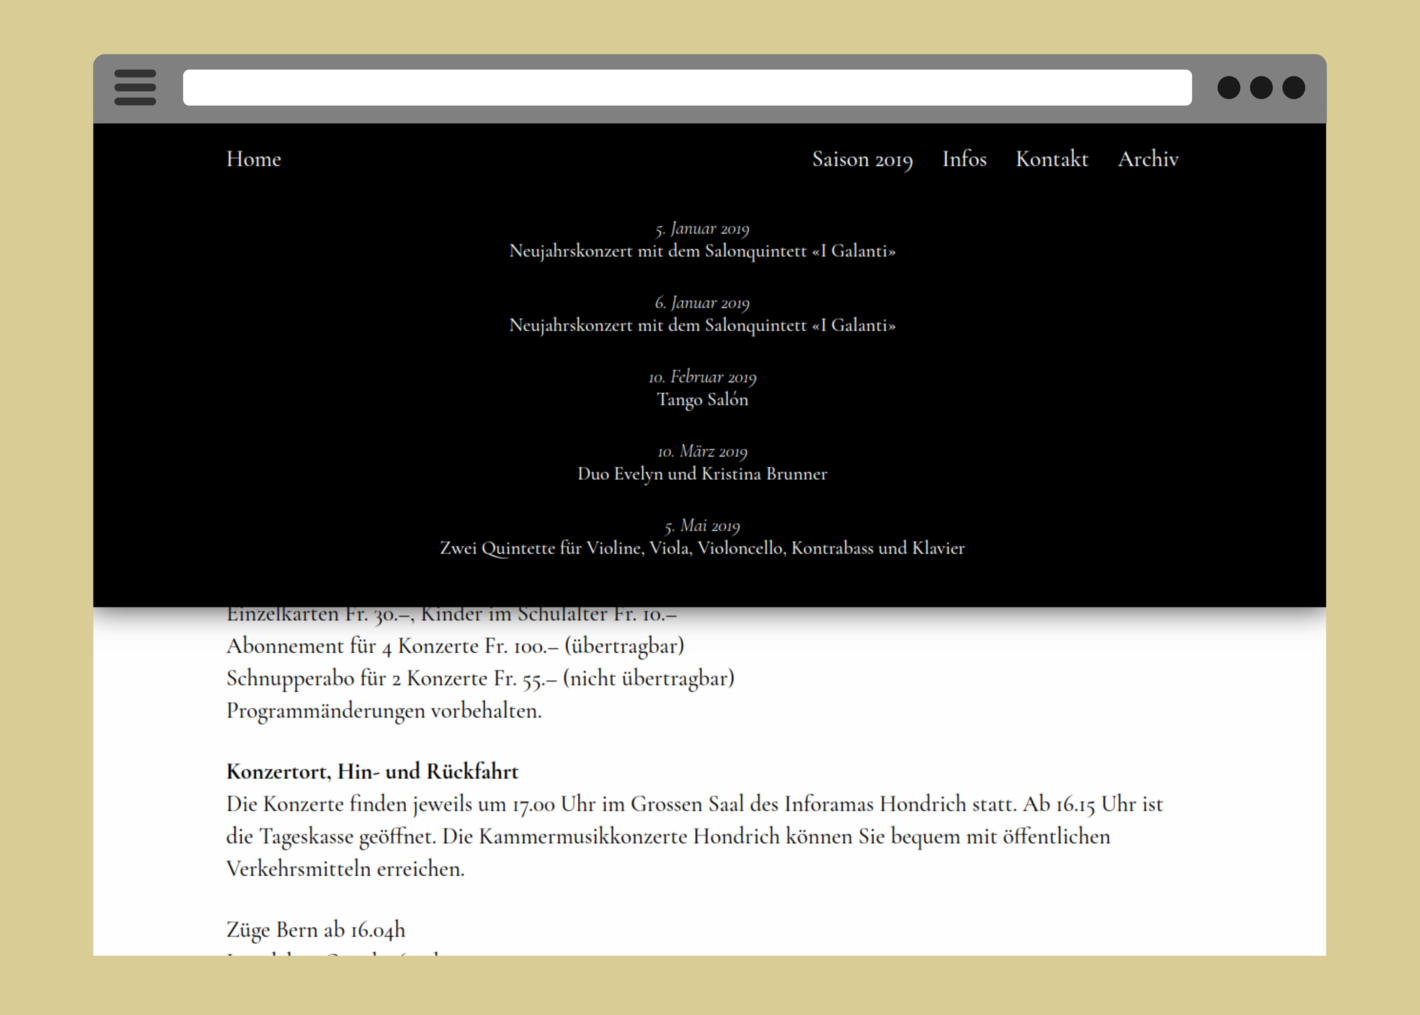 Home Saison 2019 Infos Kontakt Archiv
5. Januar 2019
Neujahrskonzert mit dem Salonquintett «I Galanti»
6. Januar 2019
Neujahrskonzert mit dem Salonquintett «I Galanti»
10. Februar 2019
Tango Salón
10. März 2019
Duo Evelyn und Kristina Brunner
5. Mai 2019
Zwei Quintette für Violine, Viola, Violoncello, Kontrabass und Klavier
Einzelkarten Fr. 30.–, Kinder im Schulalter Fr. 10.–
Abonnement für 4 Konzerte Fr. 100.– (übertragbar)
Schnupperabo für 2 Konzerte Fr. 55.– (nicht übertragbar)
Programmänderungen vorbehalten.
Konzertort, Hin- und Rückfahrt
Die Konzerte finden jeweils um 17.00 Uhr im Grossen Saal des Inforamas Hondrich statt. Ab 16.15 Uhr ist
die Tageskasse geöffnet. Die Kammermusikkonzerte Hondrich können Sie bequem mit öffentlichen
Verkehrsmitteln erreichen.
Züge Bern ab 16.04h